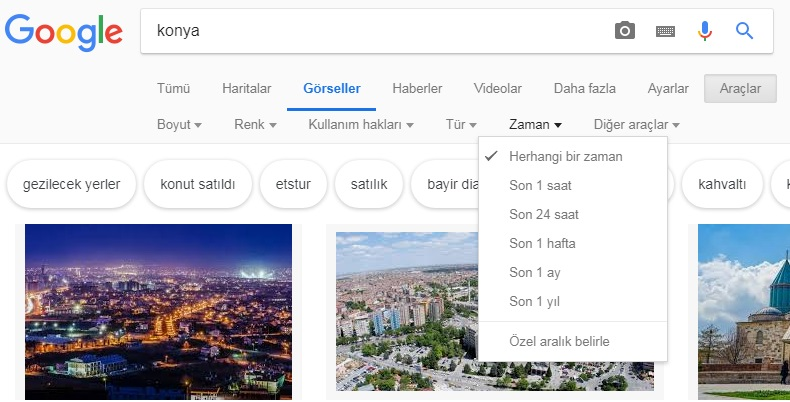 Google
konya
Tümü Haritalar Görseller Haberler Videolar Daha fazla Ayarlar Araçlar
Boyut Renk Kullanım hakları Tür Zaman Diğer araçlar
Herhangi bir zaman
Son 1 saat
Son 24 saat
Son 1 hafta
Son 1 ay
Son 1 yıl
Özel aralık belirle
gezilecek yerler konut satıldı etstur satılık bayir kahvaltı